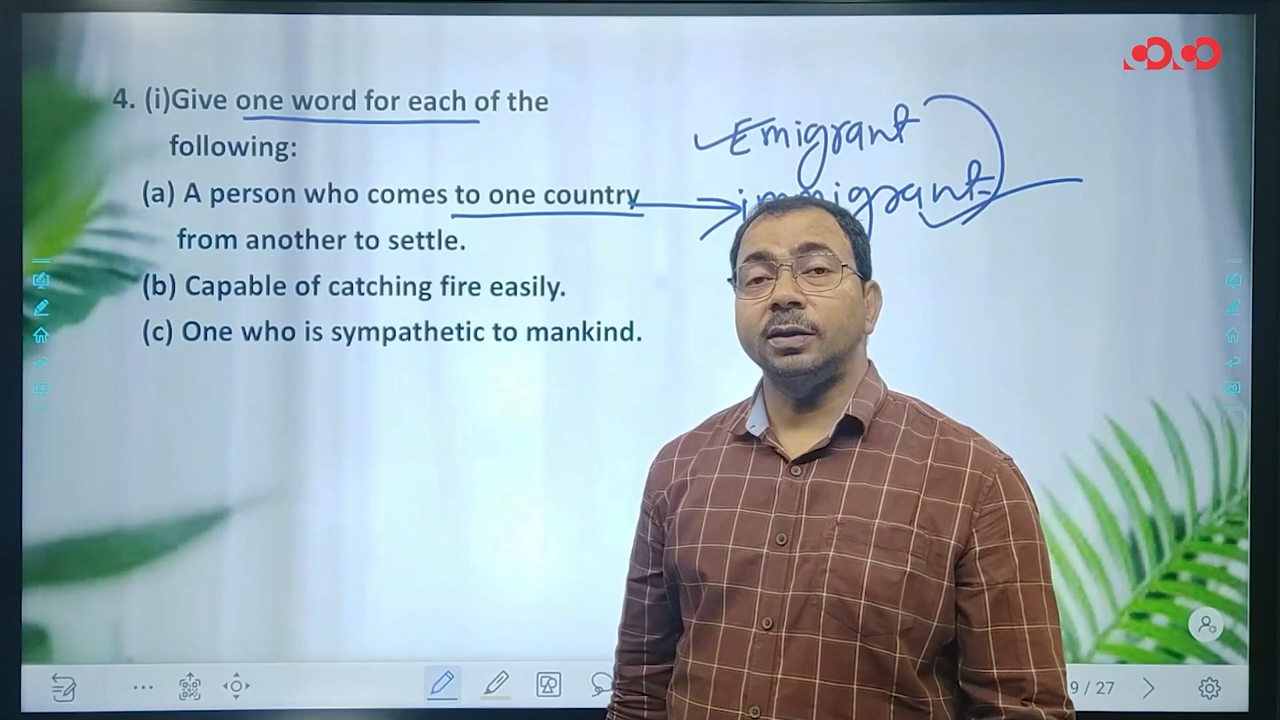 4. (i)Give one word for each of the
following:
(a) A person who comes to one country
from another to settle.
(b) Capable of catching fire easily.
(c) One who is sympathetic to mankind.
Emigrant
immigrant
9 / 27